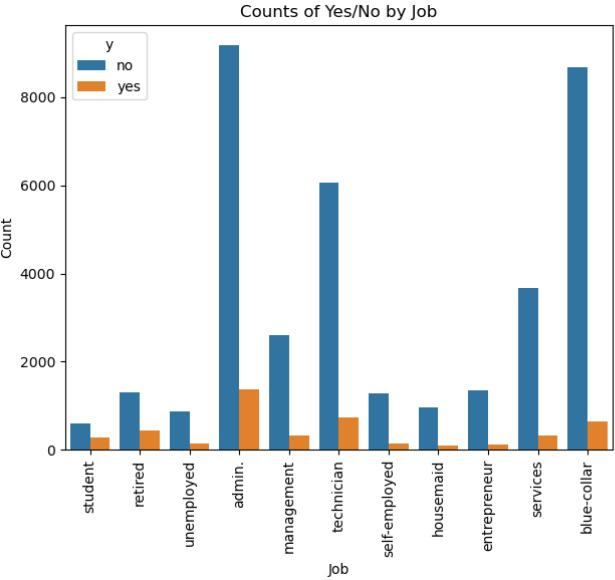 Counts of Yes/No by Job
y
no
yes
8000
6000
4000
2000
0
Count
student
retired
unemployed
admin.
management
technician
self-employed
housemaid
entrepreneur
services
blue-collar
Job